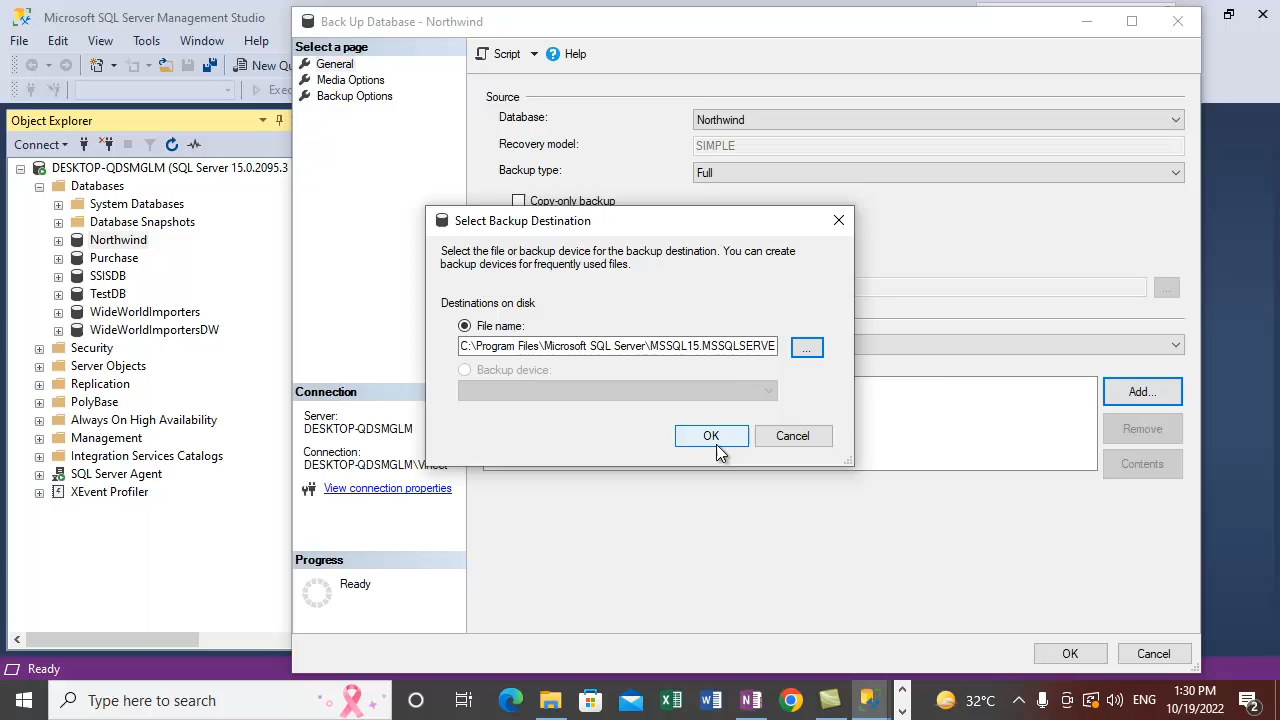 Microsoft SQL Server Management Studio
File Edit View Tools Window Help
New Qu
Exec
Object Explorer
Connect
DESKTOP-QDSMGLM (SQL Server 15.0.2095.3
Databases
System Databases
Database Snapshots
Northwind
Purchase
SSISDB
TestDB
WideWorldImporters
WideWorldImportersDW
Security
Server Objects
Replication
PolyBase
Always On High Availability
Management
Integration Services Catalogs
SQL Server Agent
XEvent Profiler
Ready
Back Up Database - Northwind
Select a page
General
Media Options
Backup Options
Connection
Server:
DESKTOP-QDSMGLM
Connection:
View connection properties
Progress
Ready
Script Help
Source
Database: Northwind
Recovery model: SIMPLE
Backup type: Full
Copy-only backup
...
Add...
Remove
Contents
OK Cancel
Select Backup Destination
Select the file or backup device for the backup destination. You can create
backup devices for frequently used files.
Destinations on disk
File name:
C:\Program Files\Microsoft SQL Server\MSSQL15.MSSQLSERVE
...
Backup device:
OK Cancel
Type here to search
32°C
ENG
1:30 PM
10/19/2022
2